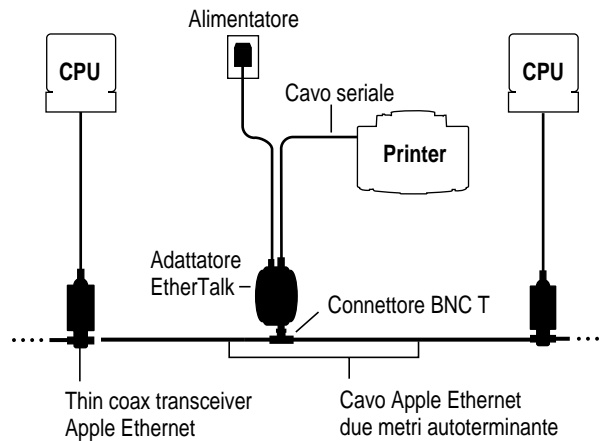 Alimentatore
CPU
CPU
Cavo seriale
Printer
Adattatore
EtherTalk
Connettore BNC T
Thin coax transceiver
Apple Ethernet
Cavo Apple Ethernet
due metri autoterminante